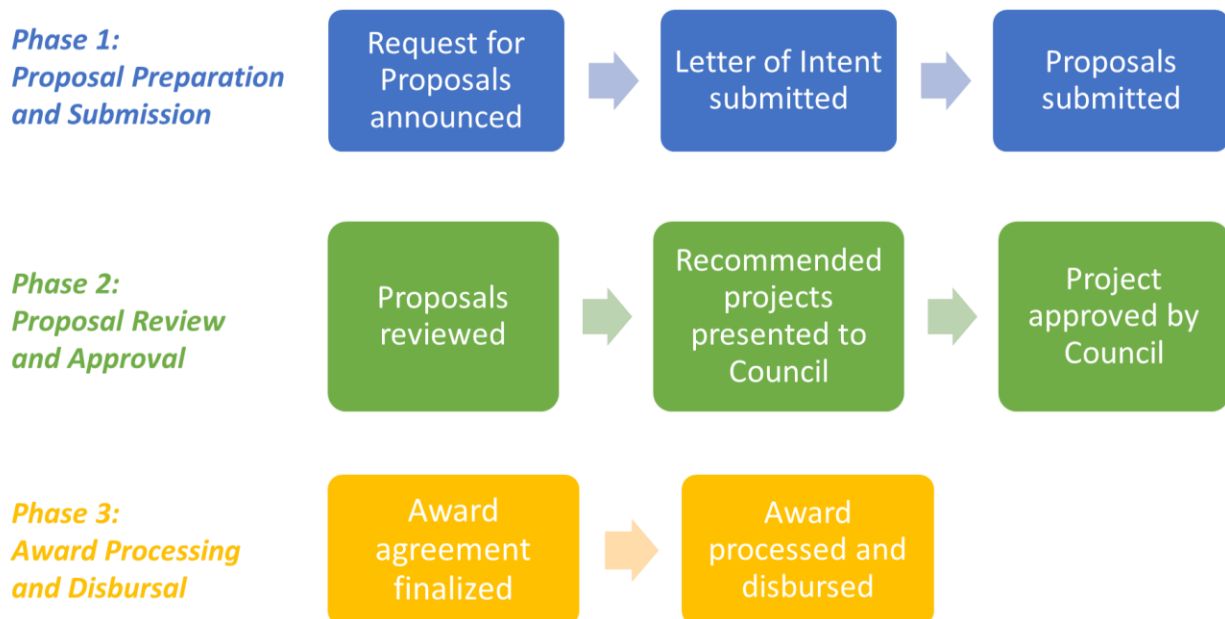 Phase 1:
Proposal Preparation
and Submission
Request for
Proposals
announced
Letter of Intent
submitted
Proposals
submitted
Phase 2:
Proposal Review
and Approval
Proposals
reviewed
Recommended
projects
presented to
Council
Project
approved by
Council
Phase 3:
Award Processing
and Disbursal
Award
agreement
finalized
Award
processed and
disbursed